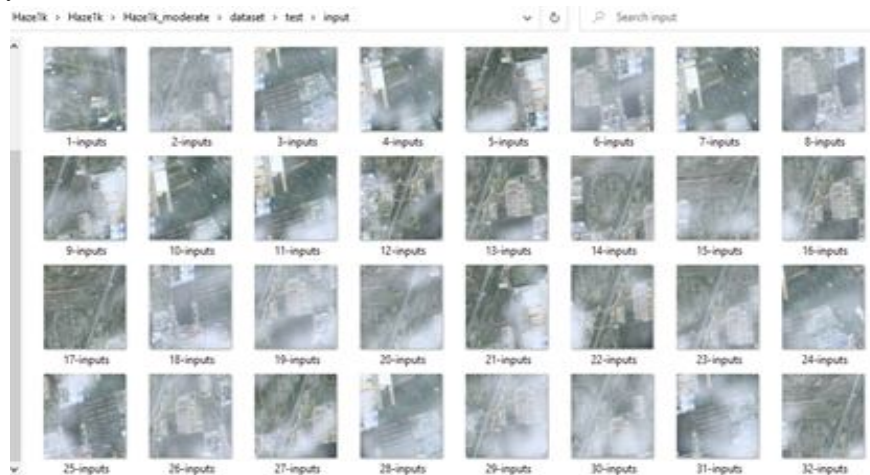 Haze1k > Haze1k > Haze1k_moderate > dataset > test > input Search input
1-inputs 2-inputs 3-inputs 4-inputs 5-inputs 6-inputs 7-inputs 8-inputs
9-inputs 10-inputs 11-inputs 12-inputs 13-inputs 14-inputs 15-inputs 16-inputs
17-inputs 18-inputs 19-inputs 20-inputs 21-inputs 22-inputs 23-inputs 24-inputs
25-inputs 26-inputs 27-inputs 28-inputs 29-inputs 30-inputs 31-inputs 32-inputs